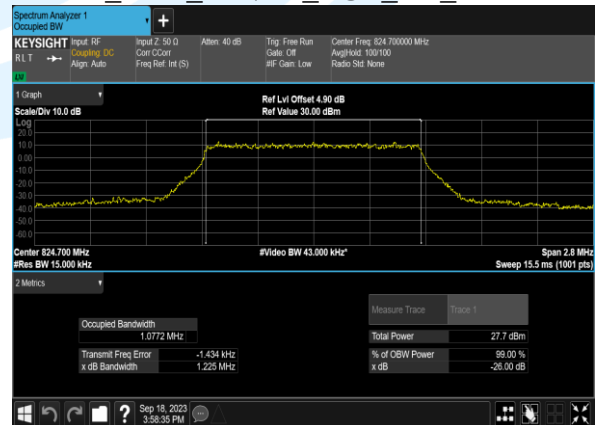 Spectrum Analyzer 1
Occupied BW
+
KEYSIGHT Input: RF Input Z: 50 Ω Atten: 40 dB Trig: Free Run Center Freq: 824.700000 MHz
RLT Coupling: DC Corr CCorr Gate: Off Avg|Hold: 100/100
Align: Auto Freq Ref: Int (S) #IF Gain: Low Radio Std: None
LV
1 Graph
Ref Lvl Offset 4.90 dB
Scale/Div 10.0 dB Ref Value 30.00 dBm
Log
20.0
10.0
0.00
-10.0
-20.0
-30.0
-40.0
-50.0
-60.0
Center 824.700 MHz #Video BW 43.000 kHz* Span 2.8 MHz
#Res BW 15.000 kHz Sweep 15.5 ms (1001 pts)
2 Metrics
Measure Trace Trace 1
Occupied Bandwidth
1.0772 MHz Total Power 27.7 dBm
Transmit Freq Error -1.434 kHz % of OBW Power 99.00 %
x dB Bandwidth 1.225 MHz x dB -26.00 dB
?
Sep 18, 2023
3:58:35 PM